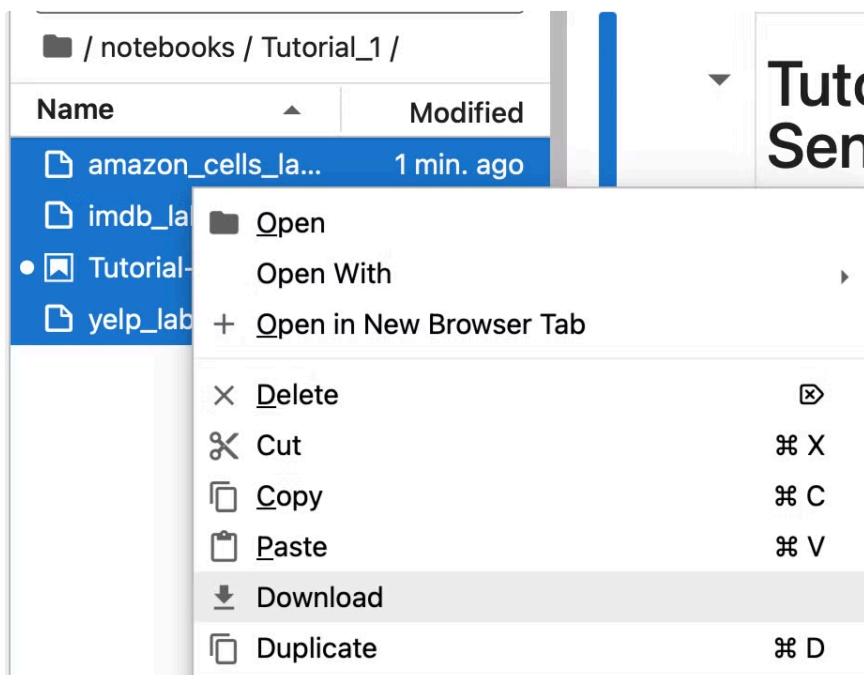 / notebooks / Tutorial_1 /
Name Modified
Tuto
Sen
amazon_cells_la... 1 min. ago
imdb_la
Tutorial-
yelp_lab
Open
Open With
Open in New Browser Tab
Delete
Cut ⌘ X
Copy ⌘ C
Paste ⌘ V
Download
Duplicate ⌘ D